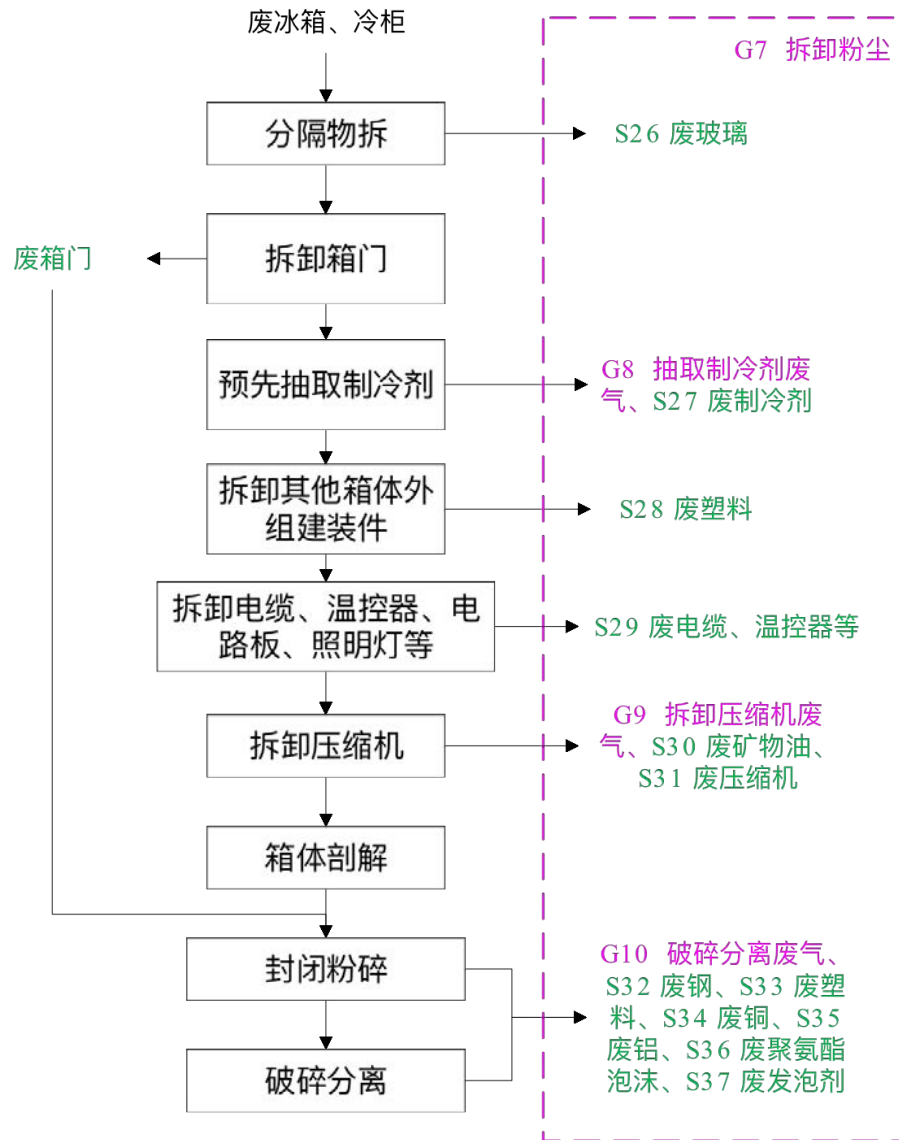 废冰箱、冷柜
G7 拆卸粉尘
分隔物拆
S26 废玻璃
废箱门
拆卸箱门
预先抽取制冷剂
G8 抽取制冷剂废
气、S27 废制冷剂
拆卸其他箱体外
组建装件
S28 废塑料
拆卸电缆、温控器、电
路板、照明灯等
S29 废电缆、温控器等
拆卸压缩机
G9 拆卸压缩机废
气、S30 废矿物油、
S31 废压缩机
箱体剖解
封闭粉碎
破碎分离
G10 破碎分离废气、
S32 废钢、S33 废塑
料、S34 废铜、S35
废铝、S36 废聚氨酯
泡沫、S37 废发泡剂